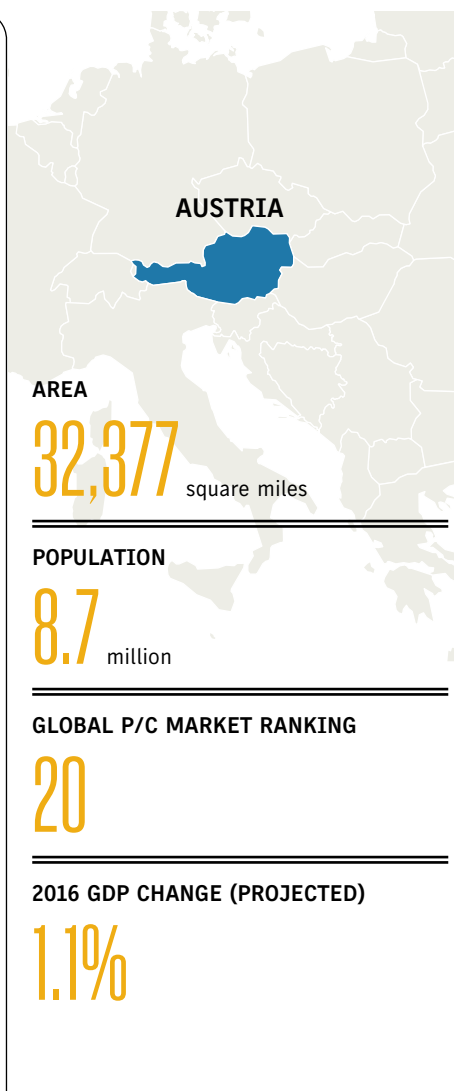 AUSTRIA
AREA
32,377 square miles
POPULATION
8.7 million
GLOBAL P/C MARKET RANKING
20
2016 GDP CHANGE (PROJECTED)
1.1%